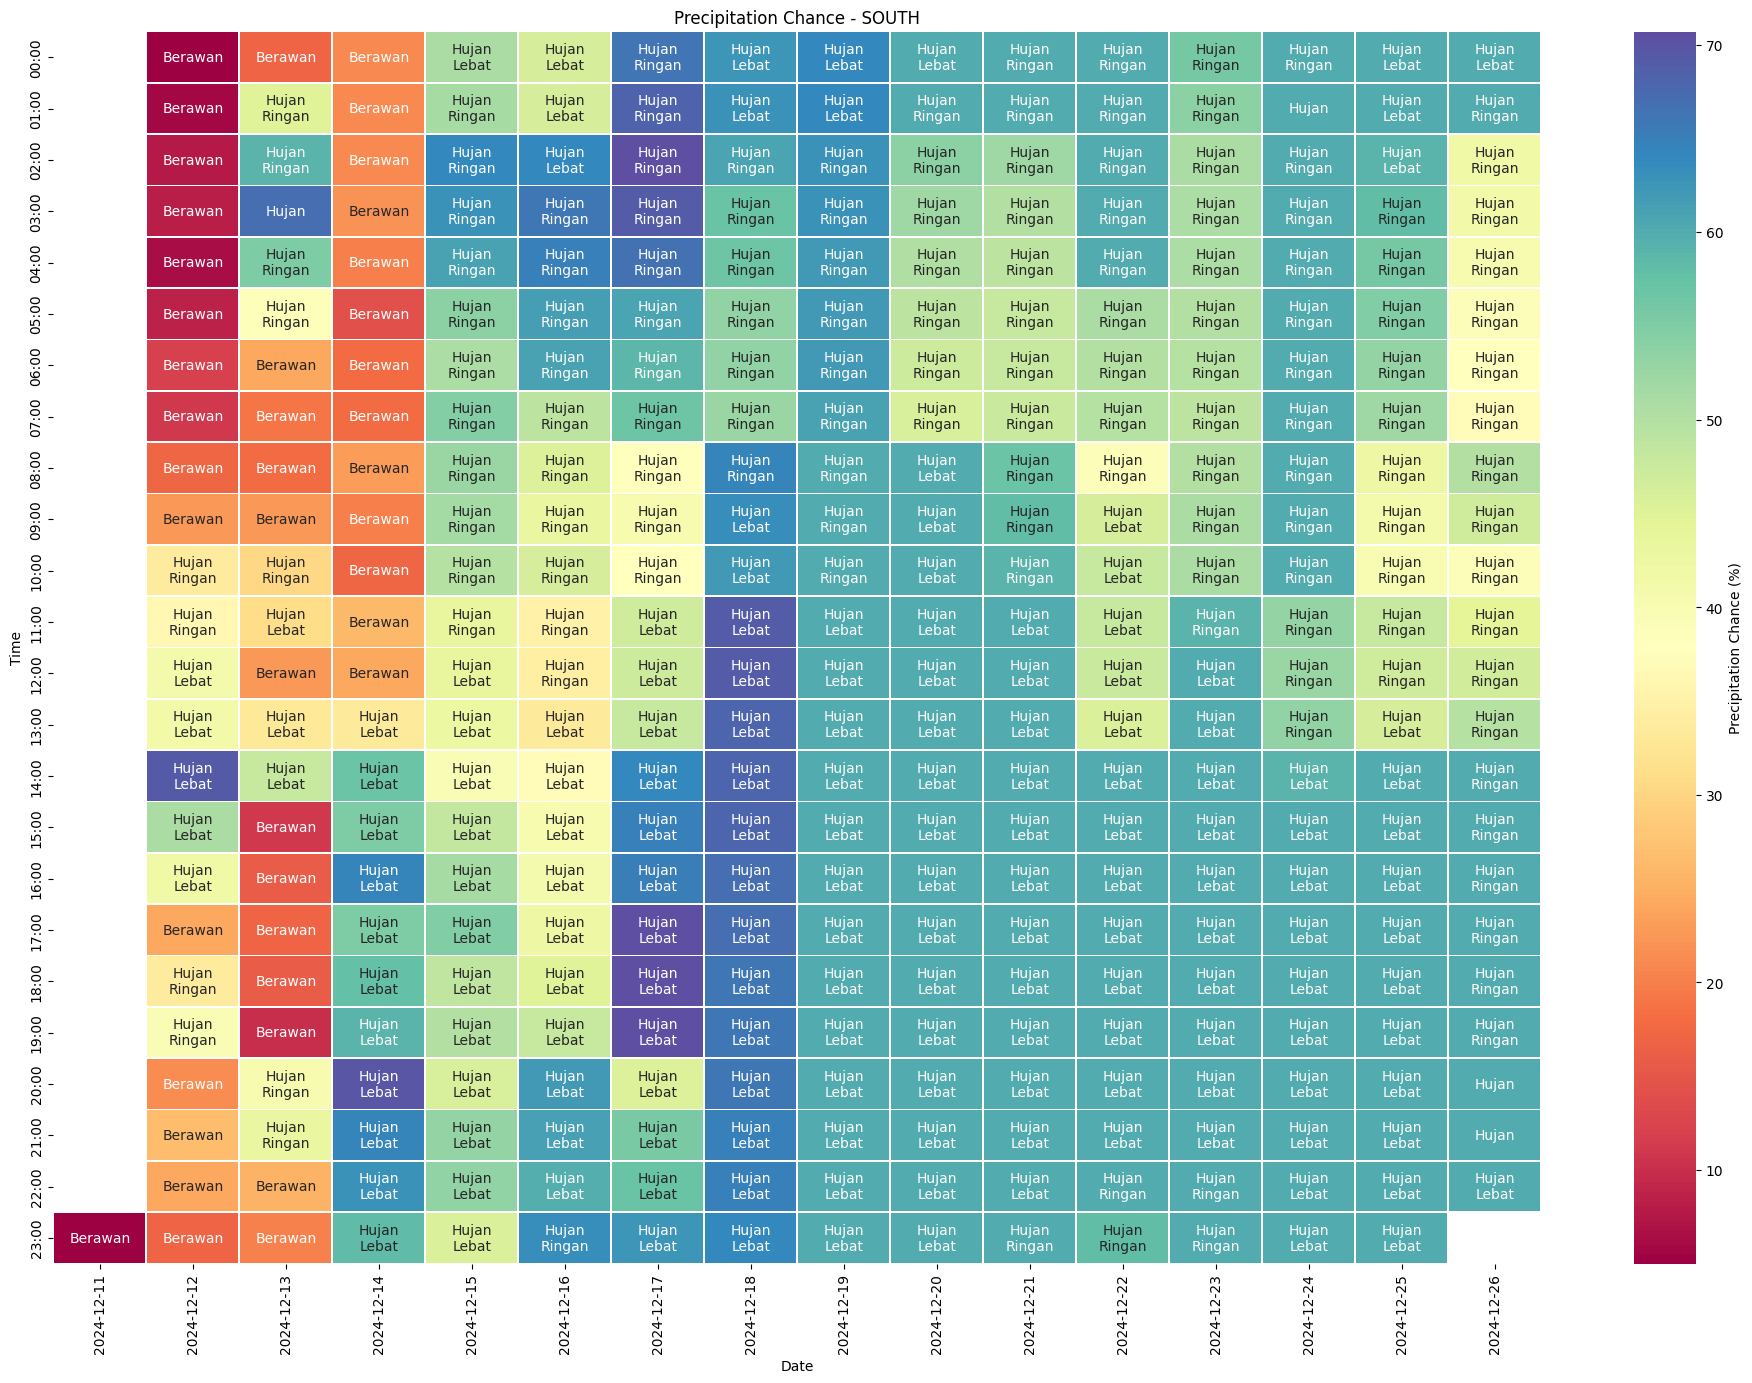 Precipitation Chance - SOUTH
00:00 Berawan Berawan Berawan Hujan Lebat Hujan Lebat Hujan Ringan Hujan Lebat Hujan Lebat Hujan Lebat Hujan Ringan Hujan Ringan Hujan Ringan Hujan Ringan Hujan Lebat Hujan Lebat
01:00 Berawan Hujan Ringan Berawan Hujan Ringan Hujan Lebat Hujan Ringan Hujan Lebat Hujan Lebat Hujan Ringan Hujan Ringan Hujan Ringan Hujan Ringan Hujan Hujan Lebat Hujan Ringan
02:00 Berawan Hujan Ringan Berawan Hujan Ringan Hujan Lebat Hujan Ringan Hujan Ringan Hujan Ringan Hujan Ringan Hujan Ringan Hujan Ringan Hujan Ringan Hujan Ringan Hujan Lebat Hujan Ringan
03:00 Berawan Hujan Berawan Hujan Ringan Hujan Ringan Hujan Ringan Hujan Ringan Hujan Ringan Hujan Ringan Hujan Ringan Hujan Ringan Hujan Ringan Hujan Ringan Hujan Ringan Hujan Ringan
04:00 Berawan Hujan Ringan Berawan Hujan Ringan Hujan Ringan Hujan Ringan Hujan Ringan Hujan Ringan Hujan Ringan Hujan Ringan Hujan Ringan Hujan Ringan Hujan Ringan Hujan Ringan Hujan Ringan
05:00 Berawan Hujan Ringan Berawan Hujan Ringan Hujan Ringan Hujan Ringan Hujan Ringan Hujan Ringan Hujan Ringan Hujan Ringan Hujan Ringan Hujan Ringan Hujan Ringan Hujan Ringan Hujan Ringan
06:00 Berawan Berawan Berawan Hujan Ringan Hujan Ringan Hujan Ringan Hujan Ringan Hujan Ringan Hujan Ringan Hujan Ringan Hujan Ringan Hujan Ringan Hujan Ringan Hujan Ringan Hujan Ringan
07:00 Berawan Berawan Berawan Hujan Ringan Hujan Ringan Hujan Ringan Hujan Ringan Hujan Ringan Hujan Ringan Hujan Ringan Hujan Ringan Hujan Ringan Hujan Ringan Hujan Ringan Hujan Ringan
08:00 Berawan Berawan Berawan Hujan Ringan Hujan Ringan Hujan Ringan Hujan Ringan Hujan Ringan Hujan Lebat Hujan Ringan Hujan Ringan Hujan Ringan Hujan Ringan Hujan Ringan Hujan Ringan
09:00 Berawan Berawan Berawan Hujan Ringan Hujan Ringan Hujan Ringan Hujan Lebat Hujan Ringan Hujan Lebat Hujan Ringan Hujan Lebat Hujan Ringan Hujan Ringan Hujan Ringan Hujan Ringan
10:00 Hujan Ringan Hujan Ringan Berawan Hujan Ringan Hujan Ringan Hujan Ringan Hujan Lebat Hujan Ringan Hujan Lebat Hujan Ringan Hujan Lebat Hujan Ringan Hujan Ringan Hujan Ringan Hujan Ringan
11:00 Hujan Ringan Hujan Lebat Berawan Hujan Ringan Hujan Ringan Hujan Lebat Hujan Lebat Hujan Lebat Hujan Lebat Hujan Lebat Hujan Lebat Hujan Ringan Hujan Ringan Hujan Ringan Hujan Ringan
12:00 Hujan Lebat Berawan Berawan Hujan Lebat Hujan Ringan Hujan Lebat Hujan Lebat Hujan Lebat Hujan Lebat Hujan Lebat Hujan Lebat Hujan Lebat Hujan Ringan Hujan Ringan Hujan Ringan
13:00 Hujan Lebat Hujan Lebat Hujan Lebat Hujan Lebat Hujan Lebat Hujan Lebat Hujan Lebat Hujan Lebat Hujan Lebat Hujan Lebat Hujan Lebat Hujan Lebat Hujan Ringan Hujan Lebat Hujan Ringan
14:00 Hujan Lebat Hujan Lebat Hujan Lebat Hujan Lebat Hujan Lebat Hujan Lebat Hujan Lebat Hujan Lebat Hujan Lebat Hujan Lebat Hujan Lebat Hujan Lebat Hujan Lebat Hujan Lebat Hujan Ringan
15:00 Hujan Lebat Berawan Hujan Lebat Hujan Lebat Hujan Lebat Hujan Lebat Hujan Lebat Hujan Lebat Hujan Lebat Hujan Lebat Hujan Lebat Hujan Lebat Hujan Lebat Hujan Lebat Hujan Ringan
16:00 Hujan Lebat Berawan Hujan Lebat Hujan Lebat Hujan Lebat Hujan Lebat Hujan Lebat Hujan Lebat Hujan Lebat Hujan Lebat Hujan Lebat Hujan Lebat Hujan Lebat Hujan Lebat Hujan Ringan
17:00 Berawan Berawan Hujan Lebat Hujan Lebat Hujan Lebat Hujan Lebat Hujan Lebat Hujan Lebat Hujan Lebat Hujan Lebat Hujan Lebat Hujan Lebat Hujan Lebat Hujan Lebat Hujan Ringan
18:00 Hujan Ringan Berawan Hujan Lebat Hujan Lebat Hujan Lebat Hujan Lebat Hujan Lebat Hujan Lebat Hujan Lebat Hujan Lebat Hujan Lebat Hujan Lebat Hujan Lebat Hujan Lebat Hujan Ringan
19:00 Hujan Ringan Berawan Hujan Lebat Hujan Lebat Hujan Lebat Hujan Lebat Hujan Lebat Hujan Lebat Hujan Lebat Hujan Lebat Hujan Lebat Hujan Lebat Hujan Lebat Hujan Lebat Hujan Ringan
20:00 Berawan Hujan Ringan Hujan Lebat Hujan Lebat Hujan Lebat Hujan Lebat Hujan Lebat Hujan Lebat Hujan Lebat Hujan Lebat Hujan Lebat Hujan Lebat Hujan Lebat Hujan Lebat Hujan
21:00 Berawan Hujan Ringan Hujan Lebat Hujan Lebat Hujan Lebat Hujan Lebat Hujan Lebat Hujan Lebat Hujan Lebat Hujan Lebat Hujan Lebat Hujan Lebat Hujan Lebat Hujan Lebat Hujan
22:00 Berawan Berawan Hujan Lebat Hujan Lebat Hujan Lebat Hujan Lebat Hujan Lebat Hujan Lebat Hujan Lebat Hujan Lebat Hujan Ringan Hujan Ringan Hujan Lebat Hujan Lebat Hujan Lebat
23:00 Berawan Berawan Berawan Hujan Lebat Hujan Lebat Hujan Ringan Hujan Lebat Hujan Lebat Hujan Lebat Hujan Lebat Hujan Ringan Hujan Ringan Hujan Ringan Hujan Lebat Hujan Lebat
Time
2024-12-11 2024-12-12 2024-12-13 2024-12-14 2024-12-15 2024-12-16 2024-12-17 2024-12-18 2024-12-19 2024-12-20 2024-12-21 2024-12-22 2024-12-23 2024-12-24 2024-12-25 2024-12-26
Date
70
60
50
40
30
20
10
Precipitation Chance (%)